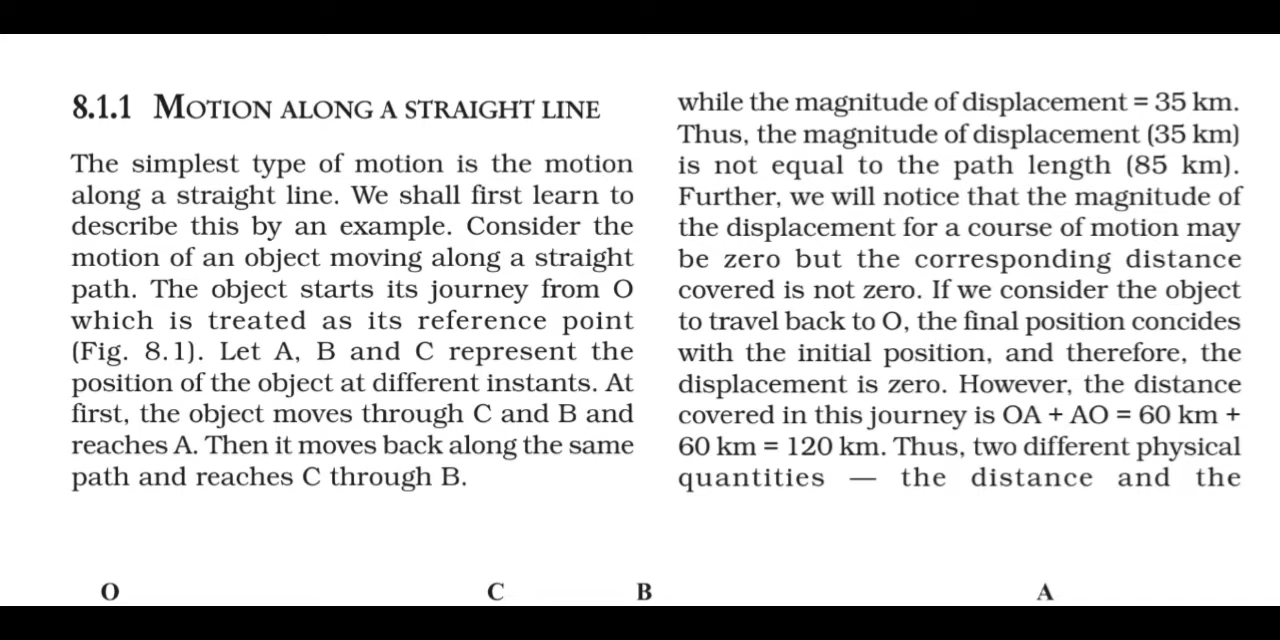 8.1.1 MOTION ALONG A STRAIGHT LINE
The simplest type of motion is the motion
along a straight line. We shall first learn to
describe this by an example. Consider the
motion of an object moving along a straight
path. The object starts its journey from O
which is treated as its reference point
(Fig. 8.1). Let A, B and C represent the
position of the object at different instants. At
first, the object moves through C and B and
reaches A. Then it moves back along the same
path and reaches C through B.
while the magnitude of displacement = 35 km.
Thus, the magnitude of displacement (35 km)
is not equal to the path length (85 km).
Further, we will notice that the magnitude of
the displacement for a course of motion may
be zero but the corresponding distance
covered is not zero. If we consider the object
to travel back to O, the final position concides
with the initial position, and therefore, the
displacement is zero. However, the distance
covered in this journey is OA + AO = 60 km +
60 km = 120 km. Thus, two different physical
quantities — the distance and the
O C B A